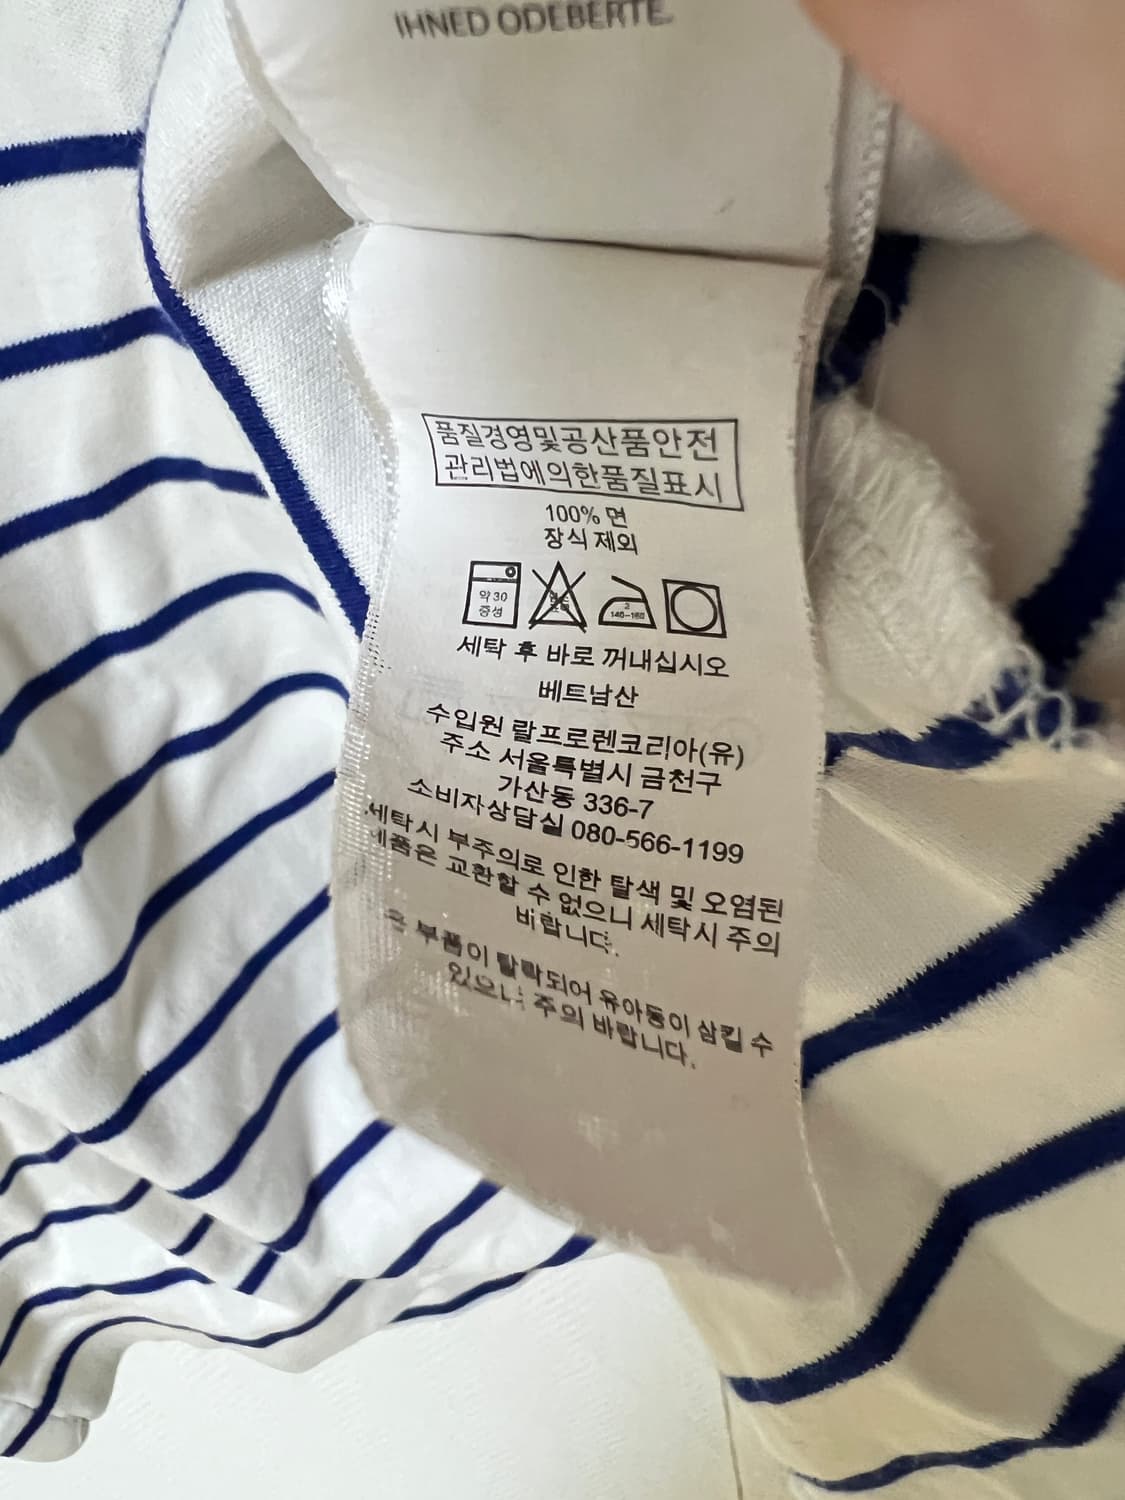 IHNED ODEBERTE.
품질경영및공산품안전
관리법에의한품질표시
100% 면
장식 제외
약 30
중성
2
140-160
세탁 후 바로 꺼내십시오
베트남산
수입원 랄프로렌코리아(유)
주소 서울특별시 금천구
가산동 336-7
소비자상담실 080-566-1199
세탁시 부주의로 인한 탈색 및 오염된
제품은 교환할 수 없으니 세탁시 주의
바랍니다.
부품이 탈락되어 유아동이 삼킬 수
있으니 주의 바랍니다.